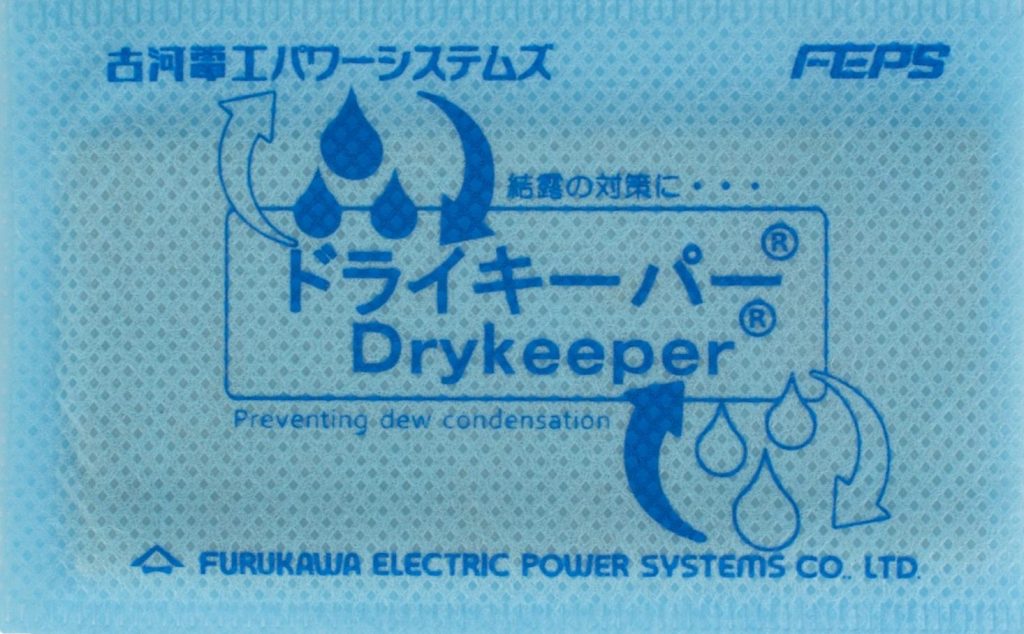 古河電工パワーシステムズ
FEPS
結露の対策に・・・
ドライキーパー®
Drykeeper®
Preventing dew condensation
FURUKAWA ELECTRIC POWER SYSTEMS CO., LTD.